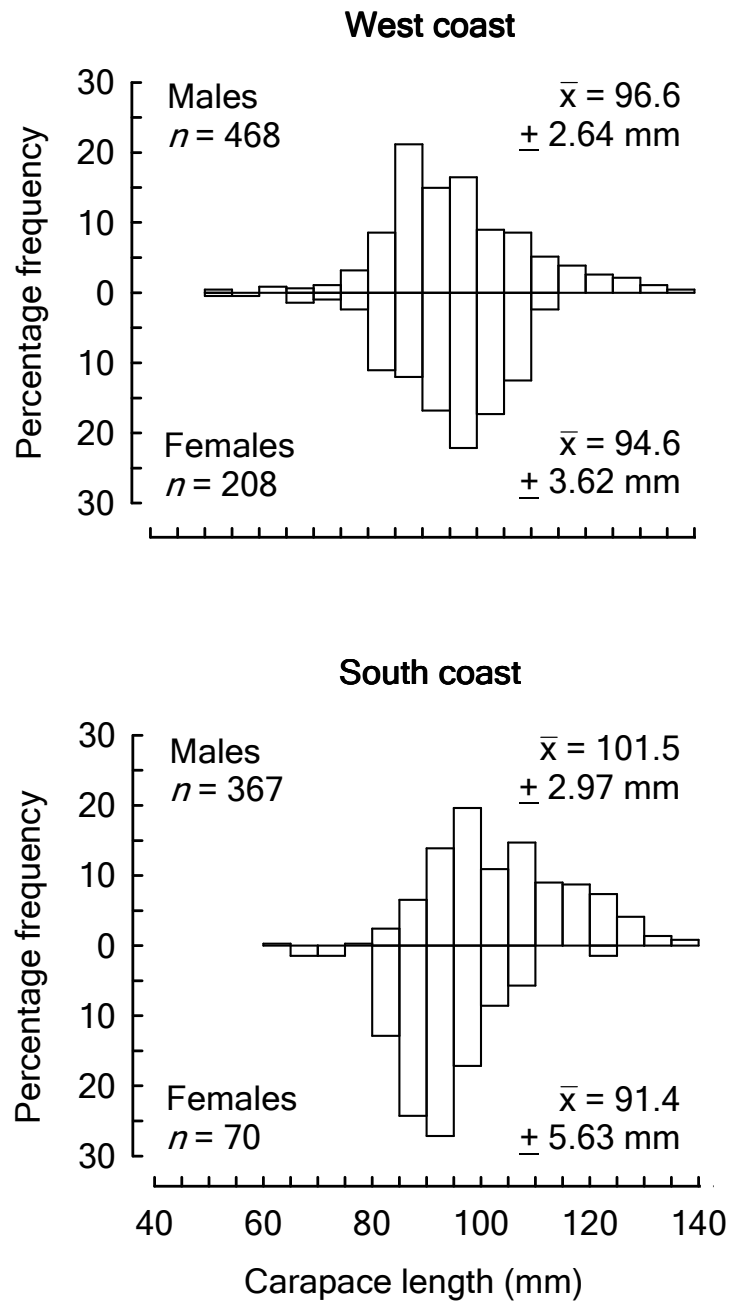 West coast
Percentage frequency
30
20
10
0
10
20
30
Males
n = 468
x̅ = 96.6
± 2.64 mm
Females
n = 208
x̅ = 94.6
± 3.62 mm
South coast
Percentage frequency
30
20
10
0
10
20
30
Males
n = 367
x̅ = 101.5
± 2.97 mm
Females
n = 70
x̅ = 91.4
± 5.63 mm
40 60 80 100 120 140
Carapace length (mm)